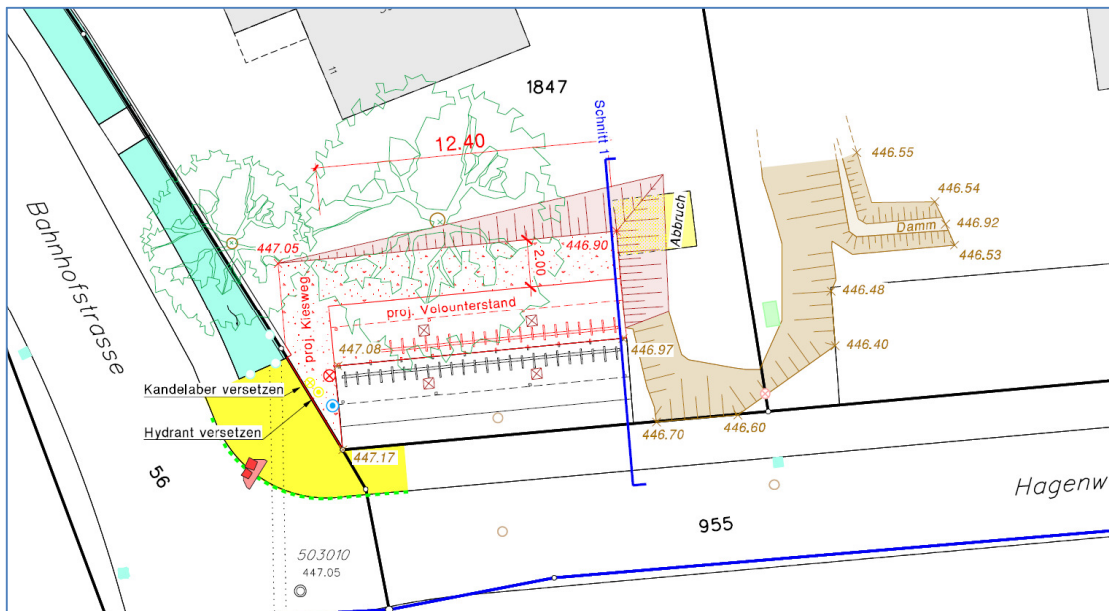 1847
11
12.40
Schnitt 1
446.55
446.54
446.92
Damm
446.53
Abbruch
446.90
447.05
2.00
Bahnhofstrasse
proj. Kiesweg
proj. Velounterstand
446.48
447.08
446.97
446.40
Kandelaber versetzen
Hydrant versetzen
446.70
446.60
447.17
56
Hagenw
955
503010
447.05